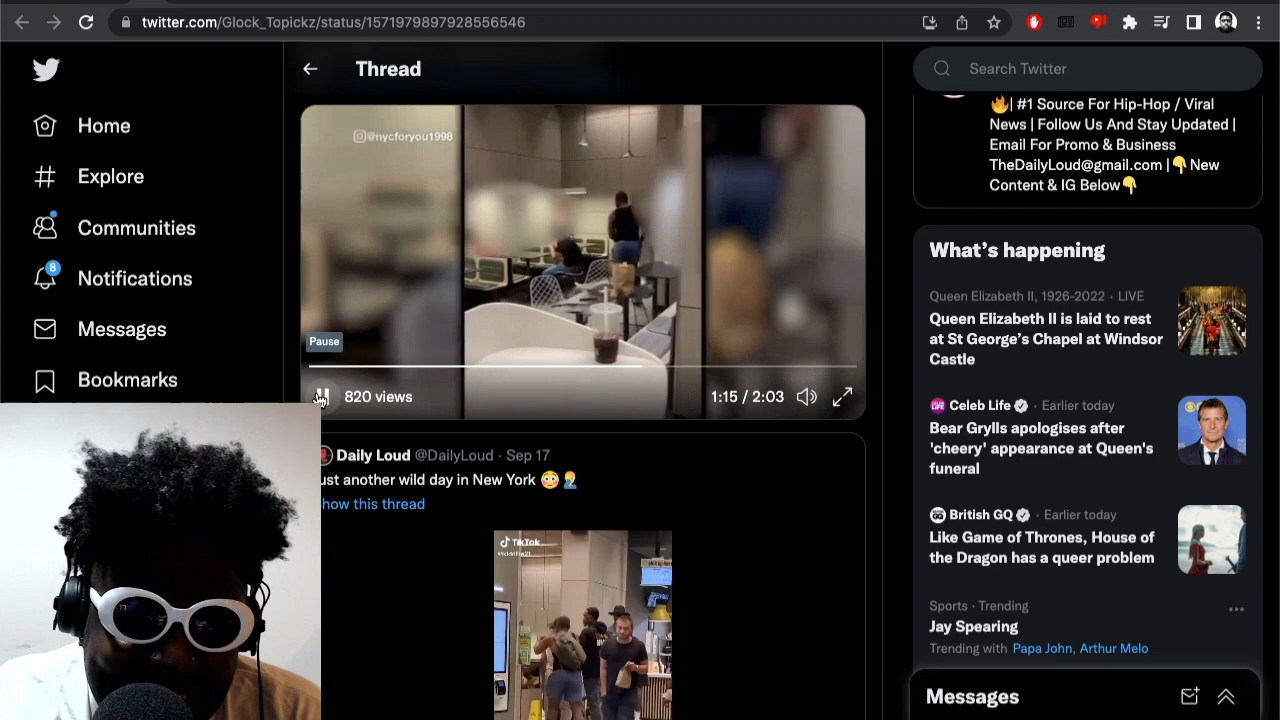 twitter.com/Glock_Topickz/status/1571979897928556546
Home
Explore
Communities
8
Notifications
Messages
Bookmarks
Thread
@nycforyou1998
Pause
820 views
1:15 / 2:03
Daily Loud @DailyLoud · Sep 17
ust another wild day in New York 😳🤦‍♂️
how this thread
TikTok
Search Twitter
🔥| #1 Source For Hip-Hop / Viral
News | Follow Us And Stay Updated |
Email For Promo & Business
TheDailyLoud@gmail.com |👇New
Content & IG Below👇
What's happening
Queen Elizabeth II, 1926-2022 · LIVE
Queen Elizabeth II is laid to rest
at St George's Chapel at Windsor
Castle
Celeb Life · Earlier today
Bear Grylls apologises after
'cheery' appearance at Queen's
funeral
British GQ · Earlier today
Like Game of Thrones, House of
the Dragon has a queer problem
Sports · Trending
Jay Spearing
Trending with Papa John, Arthur Melo
Messages